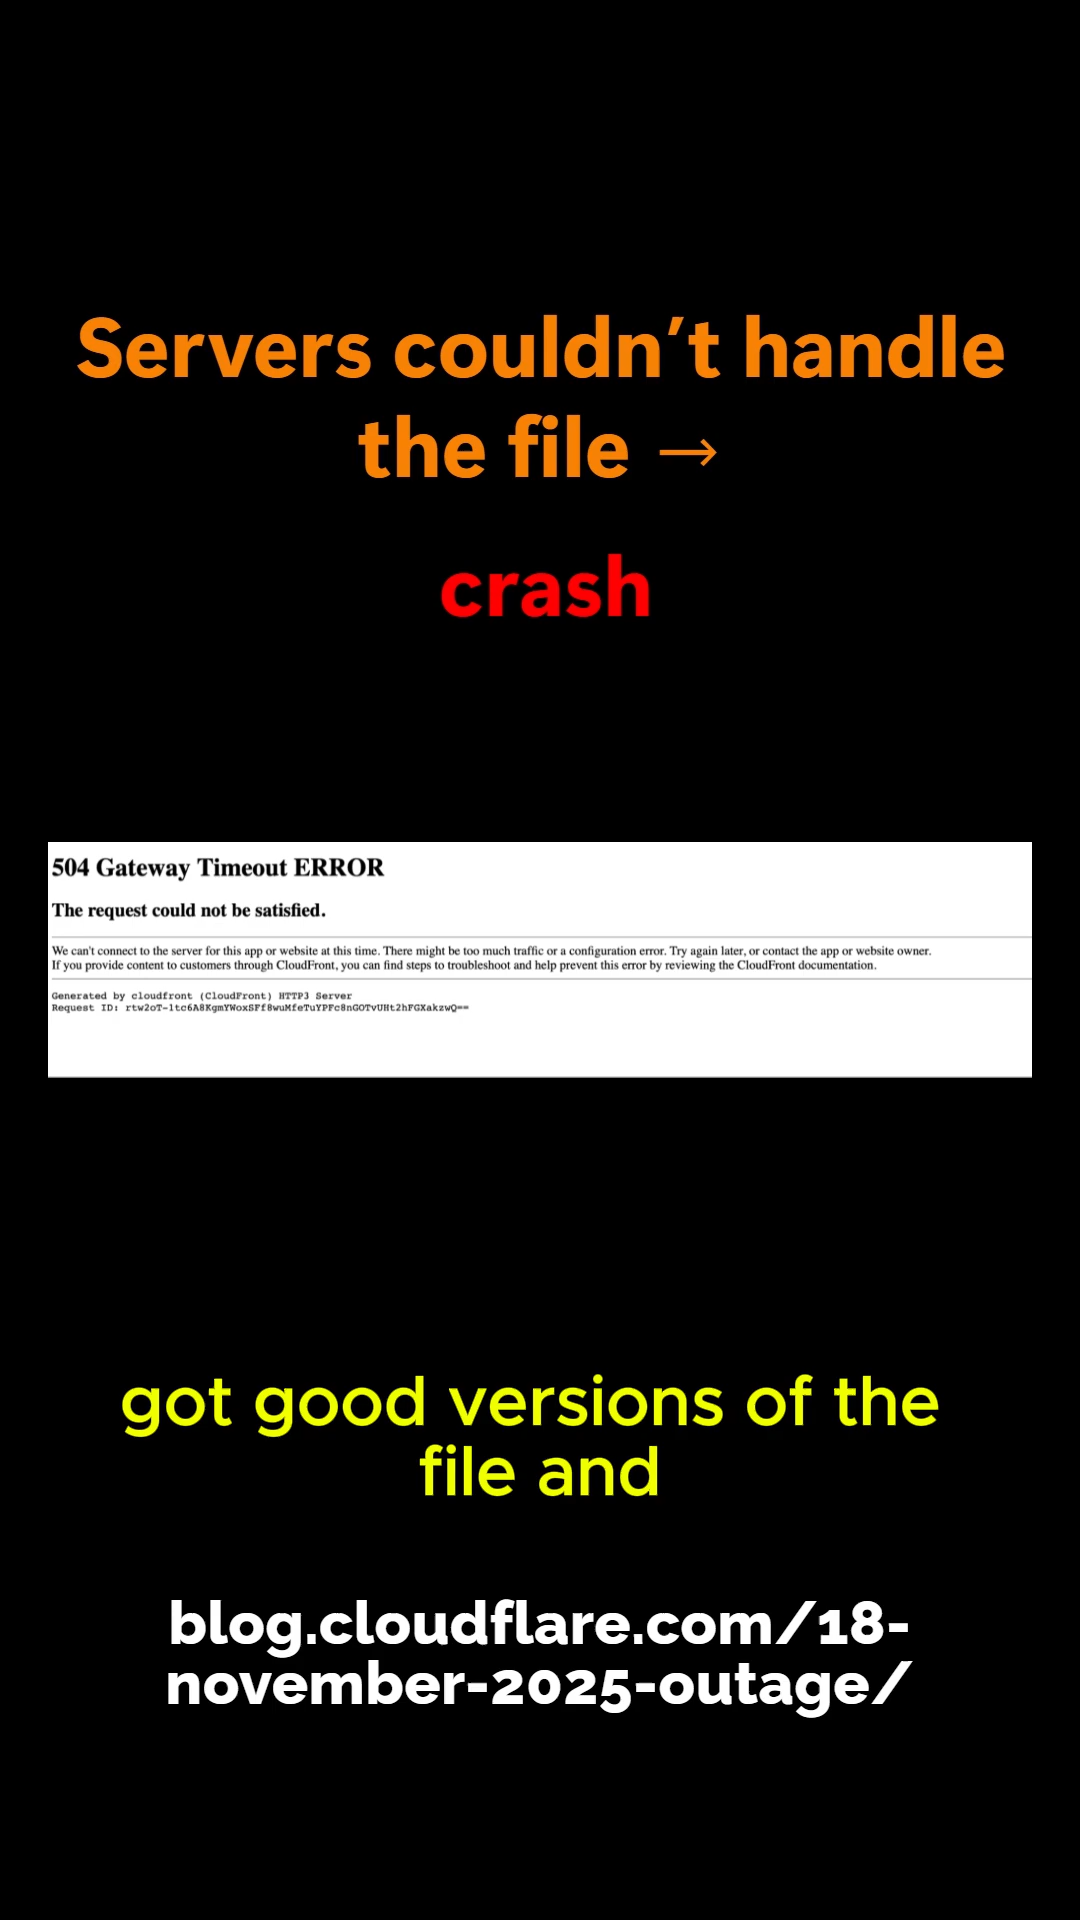 Servers couldn’t handle
the file →
crash
504 Gateway Timeout ERROR
The request could not be satisfied.
We can't connect to the server for this app or website at this time. There might be too much traffic or a configuration error. Try again later, or contact the app or website owner.
If you provide content to customers through CloudFront, you can find steps to troubleshoot and help prevent this error by reviewing the CloudFront documentation.
Generated by cloudfront (CloudFront) HTTP3 Server
Request ID:
got good versions of the
file and
blog.cloudflare.com/18-
november-2025-outage/